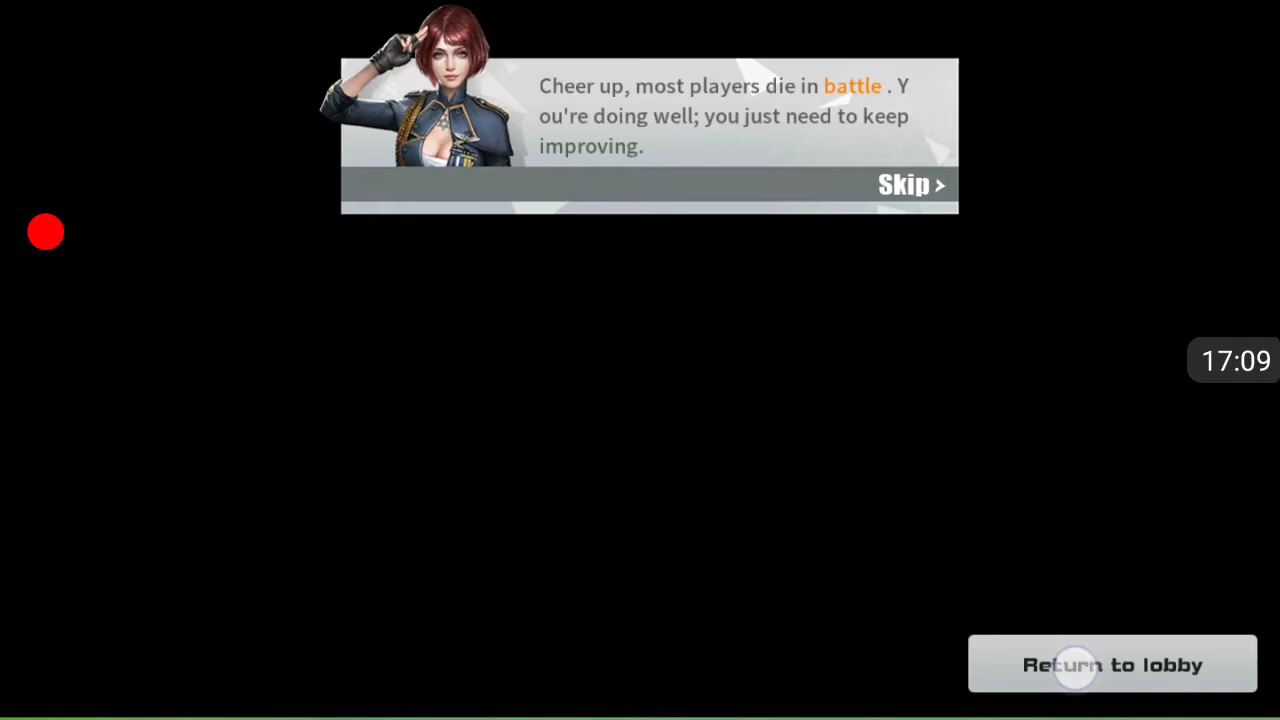 Cheer up, most players die in battle . Y
ou're doing well; you just need to keep
improving.
Skip >
17:09
Return to lobby